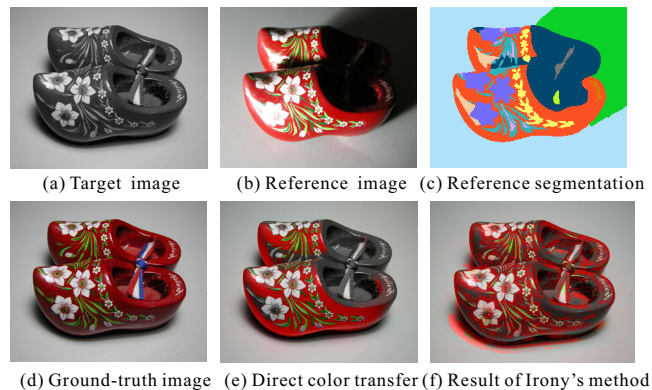 (a) Target image
(b) Reference image
(c) Reference segmentation
(d) Ground-truth image
(e) Direct color transfer
(f) Result of Irony's method